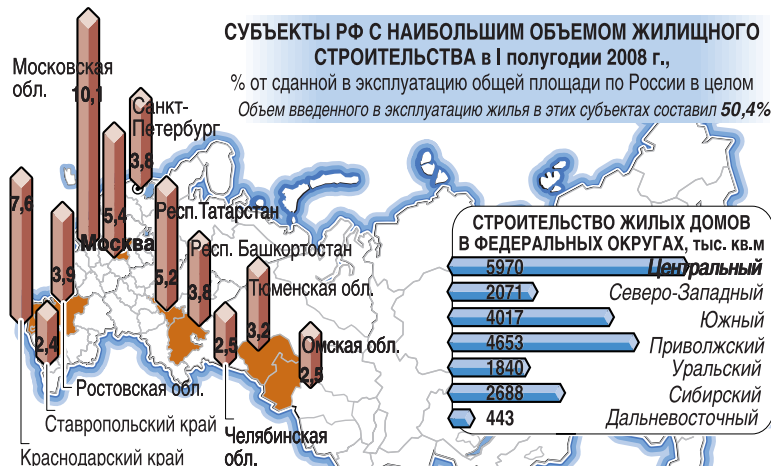 СУБЪЕКТЫ РФ С НАИБОЛЬШИМ ОБЪЕМОМ ЖИЛИЩНОГО
СТРОИТЕЛЬСТВА в I полугодии 2008 г.,
% от сданной в эксплуатацию общей площади по России в целом
Объем введенного в эксплуатацию жилья в этих субъектах составил 50,4%
Московская
обл.
10,1
Санкт-
Петербург
3,8
7,6
5,4
Москва
Респ.Татарстан
5,2
3,9
Респ. Башкортостан
3,8
Тюменская обл.
3,2
2,4
2,5
Омская обл.
2,5
Ростовская обл.
Ставропольский край
Краснодарский край
Челябинская
обл.
СТРОИТЕЛЬСТВО ЖИЛЫХ ДОМОВ
В ФЕДЕРАЛЬНЫХ ОКРУГАХ, тыс. кв.м
5970 Центральный
2071 Северо-Западный
4017 Южный
4653 Приволжский
1840 Уральский
2688 Сибирский
443 Дальневосточный